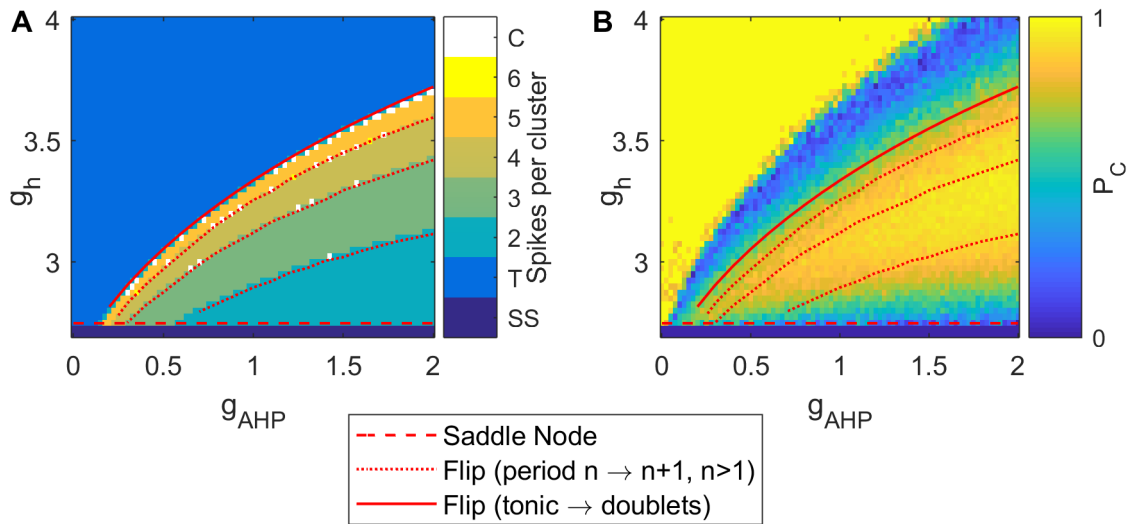 A
4
3.5
3
g_h
0
0.5
1
1.5
2
g_AHP
C
6
5
4
3
2
T
SS
Spikes per cluster
B
4
3.5
3
g_h
0
0.5
1
1.5
2
g_AHP
1
0
P_C
Saddle Node
Flip (period n → n+1, n>1)
Flip (tonic → doublets)